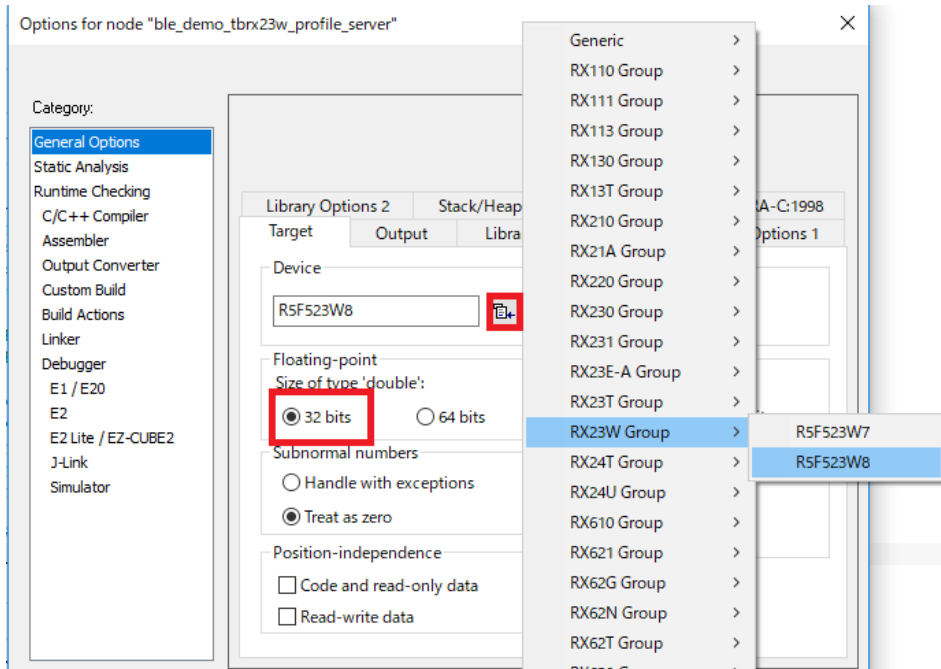 Options for node "ble_demo_tbrx23w_profile_server"
Category:
General Options
Static Analysis
Runtime Checking
C/C++ Compiler
Assembler
Output Converter
Custom Build
Build Actions
Linker
Debugger
E1 / E20
E2
E2 Lite / EZ-CUBE2
J-Link
Simulator
Library Options 2
Stack/Heap
RA-C:1998
Target
Output
Libra
Options 1
Device
R5F523W8
Floating-point
Size of type 'double':
32 bits
64 bits
Subnormal numbers
Handle with exceptions
Treat as zero
Position-independence
Code and read-only data
Read-write data
Generic
RX110 Group
RX111 Group
RX113 Group
RX130 Group
RX13T Group
RX210 Group
RX21A Group
RX220 Group
RX230 Group
RX231 Group
RX23E-A Group
RX23T Group
RX23W Group
RX24T Group
RX24U Group
RX610 Group
RX621 Group
RX62G Group
RX62N Group
RX62T Group
R5F523W7
R5F523W8